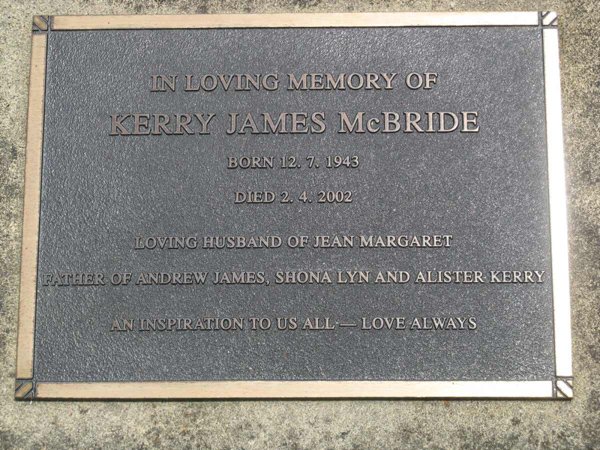 IN LOVING MEMORY OF
KERRY JAMES McBRIDE
BORN 12. 7. 1943
DIED 2. 4. 2002
LOVING HUSBAND OF JEAN MARGARET
FATHER OF ANDREW JAMES, SHONA LYN AND ALISTER KERRY
AN INSPIRATION TO US ALL — LOVE ALWAYS